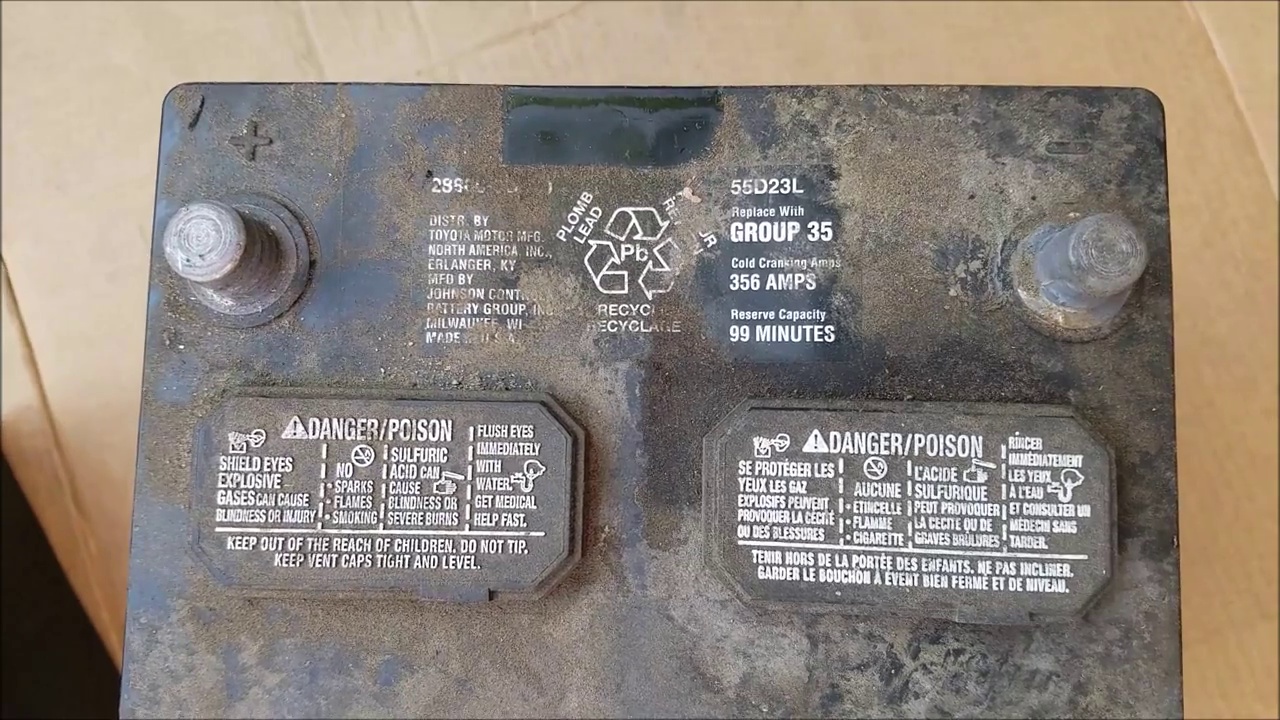 +
-
DISTR. BY
TOYOTA MOTOR MFG.
NORTH AMERICA, INC.,
ERLANGER, KY
MFD BY
JOHNSON
BATTERY GROUP,
MILWAUKEE, WI
MADE
PLOMB
LEAD
Pb
RECYCLAGE
55D23L
Replace With
GROUP 35
Cold Cranking Amps
356 AMPS
Reserve Capacity
99 MINUTES
DANGER/POISON
SHIELD EYES
EXPLOSIVE
GASES CAN CAUSE
BLINDNESS OR INJURY
NO
• SPARKS
• FLAMES
• SMOKING
SULFURIC
ACID CAN
CAUSE
BLINDNESS OR
SEVERE BURNS
FLUSH EYES
IMMEDIATELY
WITH
WATER
GET MEDICAL
HELP FAST.
KEEP OUT OF THE REACH OF CHILDREN. DO NOT TIP.
KEEP VENT CAPS TIGHT AND LEVEL.
DANGER/POISON
SE PROTÉGER LES
YEUX LES GAZ
EXPLOSIFS PEUVENT
PROVOQUER LA CÉCITÉ
OU DES BLESSURES
AUCUNE
• ÉTINCELLE
• FLAMME
• CIGARETTE
L'ACIDE
SULFURIQUE
PEUT PROVOQUER
LA CÉCITÉ OU DE
GRAVES BRÛLURES
RINCER
IMMÉDIATEMENT
LES YEUX
À L'EAU
ET CONSULTER UN
MÉDECIN SANS
TARDER.
TENIR HORS DE LA PORTÉE DES ENFANTS. NE PAS INCLINER.
GARDER LE BOUCHON À ÉVENT BIEN FERMÉ ET DE NIVEAU.